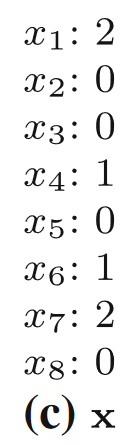 x₁: 2
x₂: 0
x₃: 0
x₄: 1
x₅: 0
x₆: 1
x₇: 2
x₈: 0
(c) x